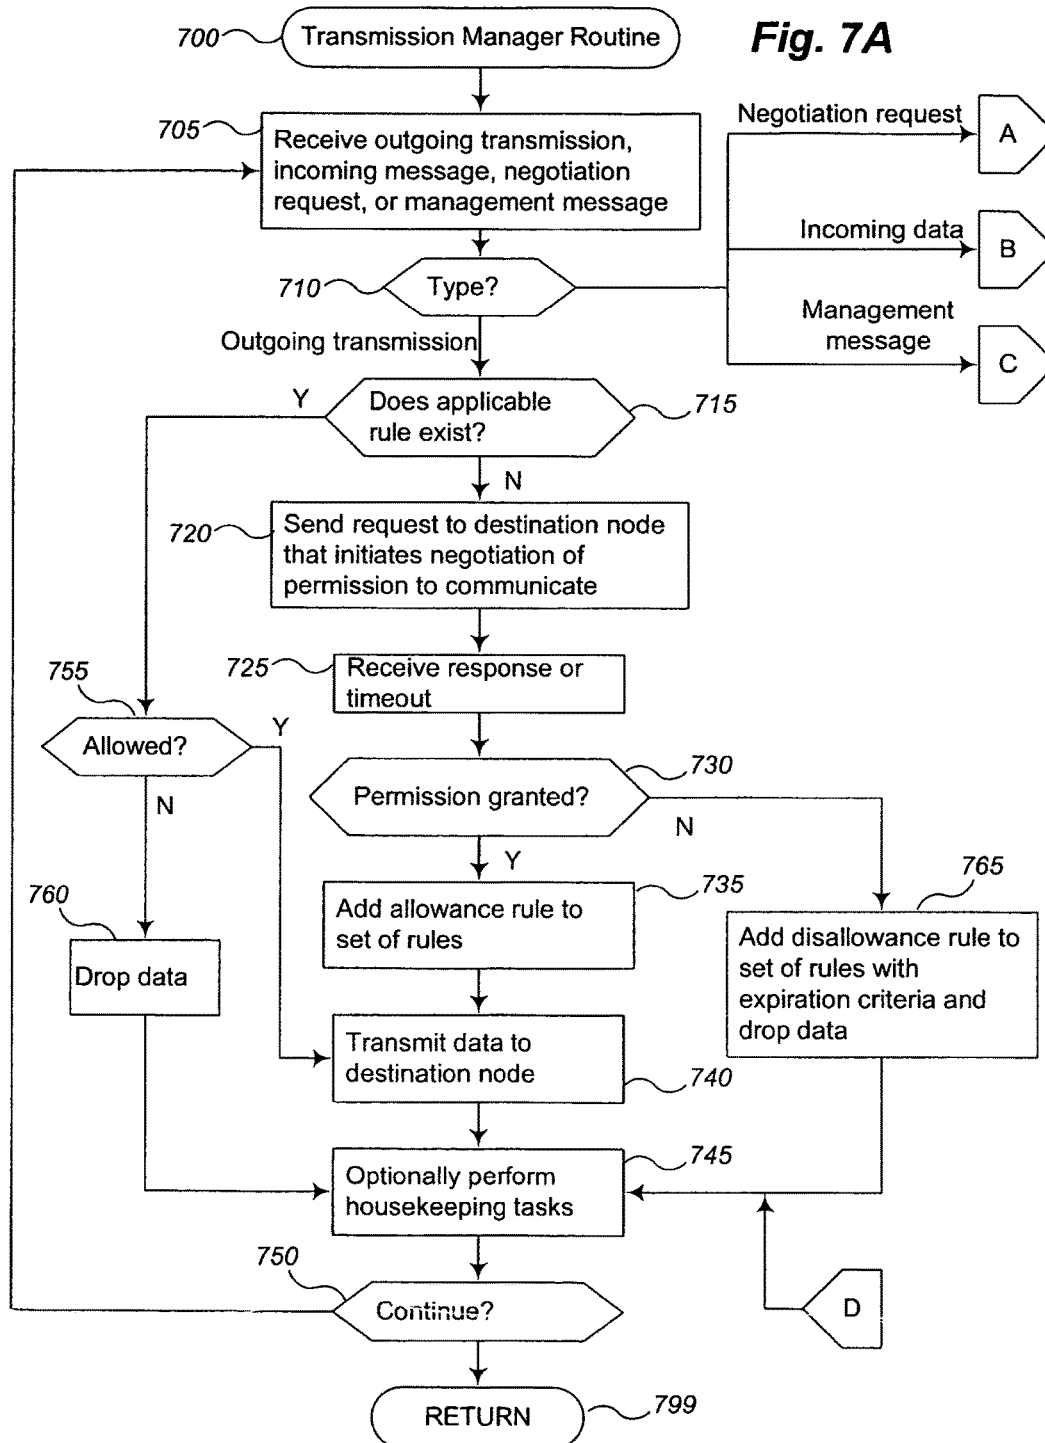 Fig. 7A
700
Transmission Manager Routine
705
Receive outgoing transmission,
incoming message, negotiation
request, or management message
Negotiation request
A
Incoming data
B
Management
message
C
710
Type?
Outgoing transmission
Y
Does applicable
rule exist?
715
N
720
Send request to destination node
that initiates negotiation of
permission to communicate
725
Receive response or
timeout
755
Allowed?
Y
N
730
Permission granted?
N
Y
735
Add allowance rule to
set of rules
765
Add disallowance rule to
set of rules with
expiration criteria and
drop data
760
Drop data
Transmit data to
destination node
740
745
Optionally perform
housekeeping tasks
750
Continue?
D
RETURN
799